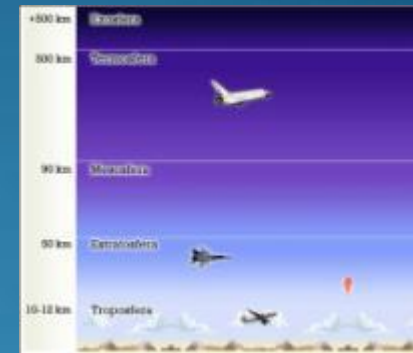 +500 km Exosfera
500 km Termosfera
90 km Mesosfera
50 km Estratosfera
10-12 km Troposfera